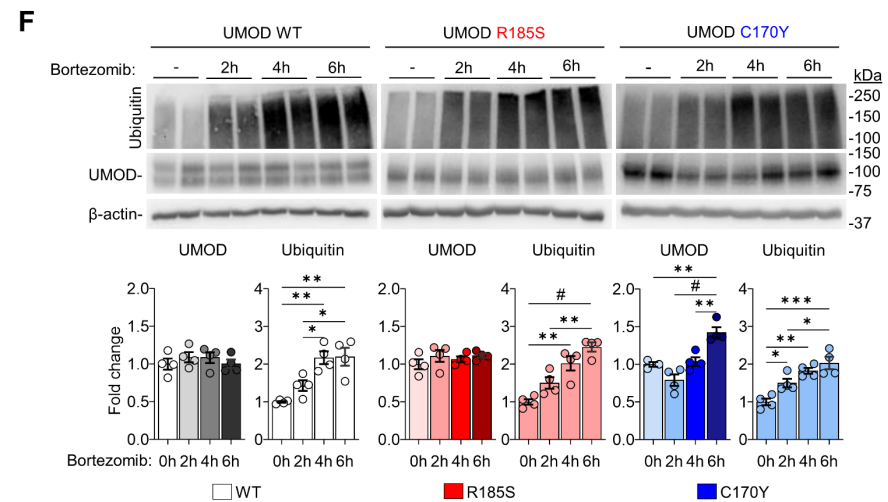 F
UMOD WT UMOD R185S UMOD C170Y
Bortezomib: - 2h 4h 6h - 2h 4h 6h - 2h 4h 6h kDa
Ubiquitin -250
-150
-100
-150
UMOD- -100
-75
β-actin- -37
UMOD Ubiquitin UMOD Ubiquitin UMOD Ubiquitin
** ** * * # ** ** ** # ** *** * ** *
Fold change
2.0 4 2.0 4 2.0 4
1.5 3 1.5 3 1.5 3
1.0 2 1.0 2 1.0 2
0.5 1 0.5 1 0.5 1
0.0 0 0.0 0 0.0 0
Bortezomib: 0h 2h 4h 6h 0h 2h 4h 6h 0h 2h 4h 6h 0h 2h 4h 6h 0h 2h 4h 6h 0h 2h 4h 6h
WT R185S C170Y